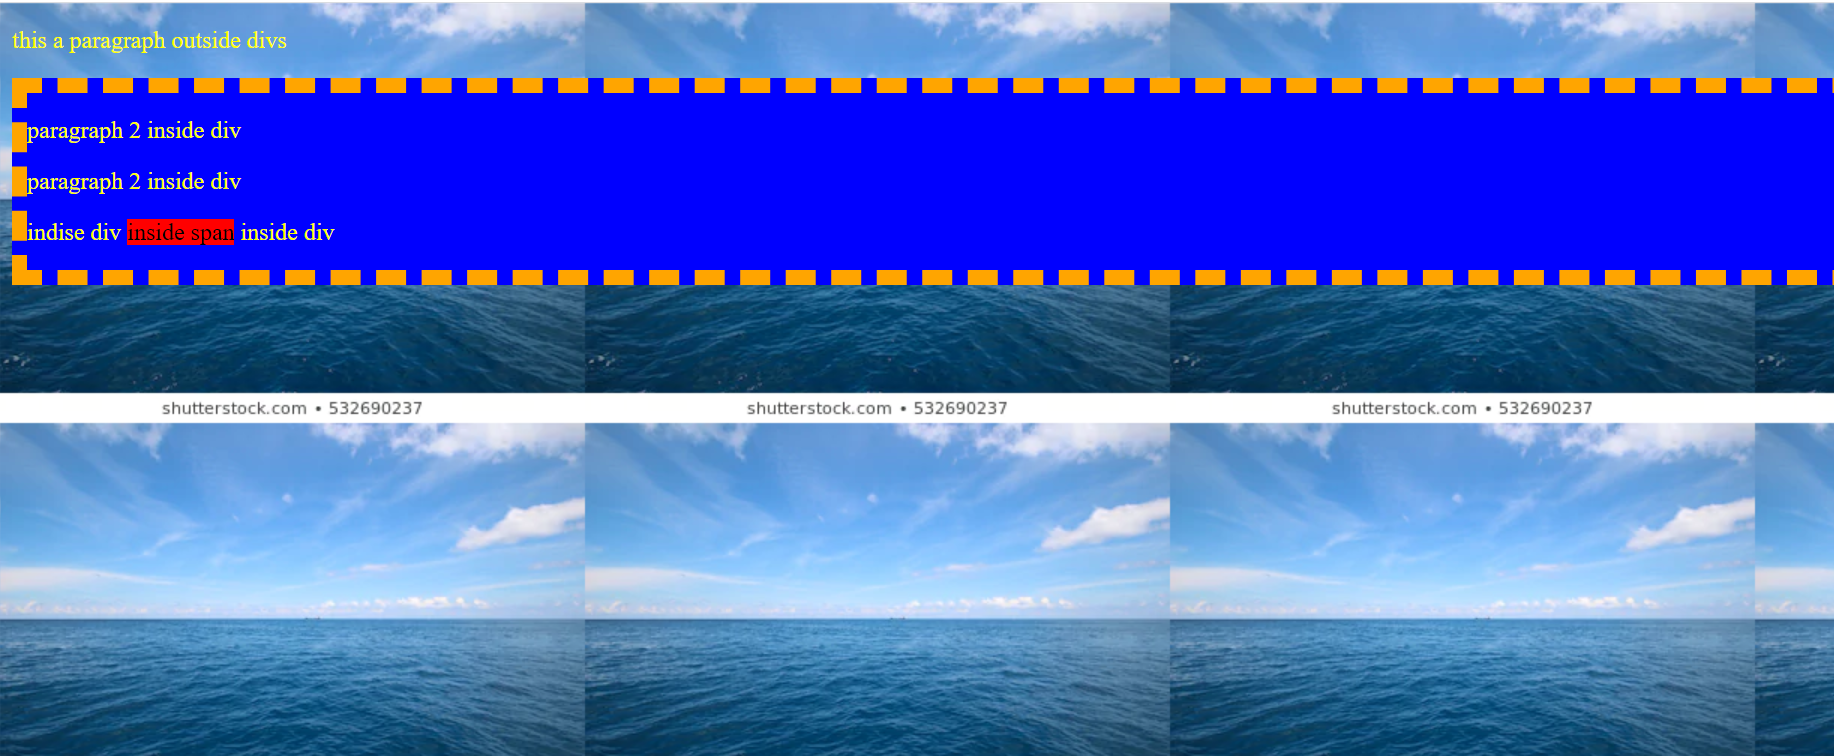 this a paragraph outside divs
paragraph 2 inside div
paragraph 2 inside div
indise div inside span inside div
shutterstock.com • 532690237
shutterstock.com • 532690237
shutterstock.com • 532690237